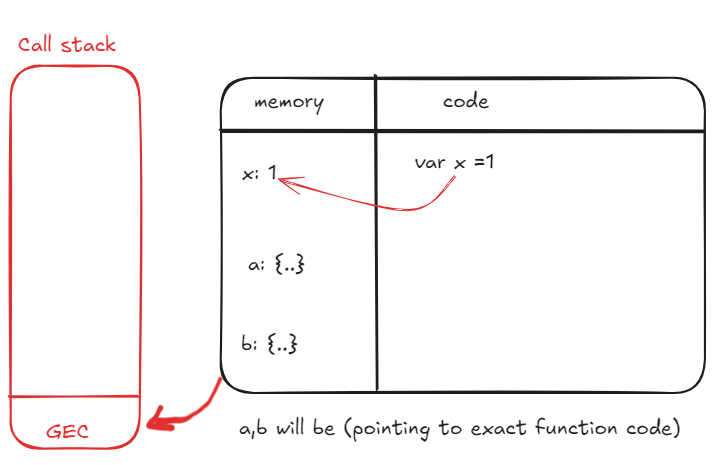 Call stack
memory
code
x: 1
var x =1
a: {..}
b: {..}
GEC
a,b will be (pointing to exact function code)